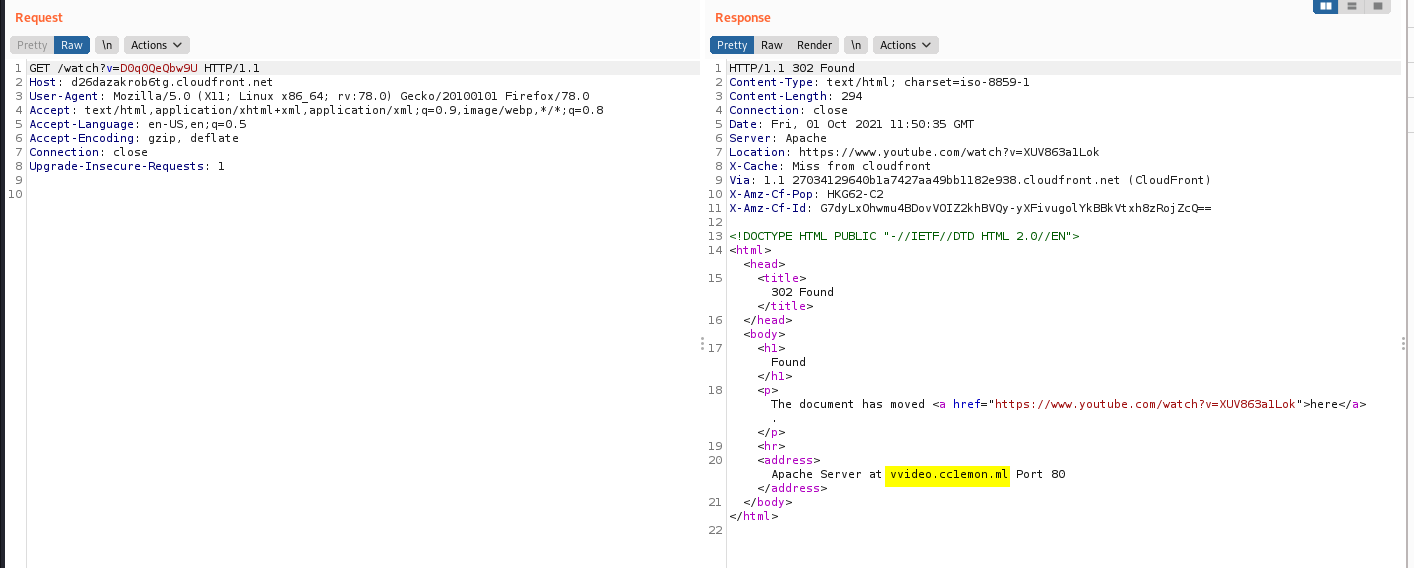 Request
Pretty Raw \n Actions
1 GET /watch?v=D0q0QeQbw9U HTTP/1.1
2 Host: d26dazakrob6tg.cloudfront.net
3 User-Agent: Mozilla/5.0 (X11; Linux x86_64; rv:78.0) Gecko/20100101 Firefox/78.0
4 Accept: text/html,application/xhtml+xml,application/xml;q=0.9,image/webp,*/*;q=0.8
5 Accept-Language: en-US,en;q=0.5
6 Accept-Encoding: gzip, deflate
7 Connection: close
8 Upgrade-Insecure-Requests: 1
9
10
Response
Pretty Raw Render \n Actions
1 HTTP/1.1 302 Found
2 Content-Type: text/html; charset=iso-8859-1
3 Content-Length: 294
4 Connection: close
5 Date: Fri, 01 Oct 2021 11:50:35 GMT
6 Server: Apache
7 Location: https://www.youtube.com/watch?v=XUV863a1Lok
8 X-Cache: Miss from cloudfront
9 Via: 1.1 27034129640b1a7427aa49bb1182e938.cloudfront.net (CloudFront)
10 X-Amz-Cf-Pop: HKG62-C2
11 X-Amz-Cf-Id: G7dyLxOhwmu4BDovVOIZ2khBVQy-yXFivugolYkBBkVtxh8zRojZcQ==
12
13 <!DOCTYPE HTML PUBLIC "-//IETF//DTD HTML 2.0//EN">
14 <html>
<head>
15 <title>
302 Found
</title>
16 </head>
<body>
17 <h1>
Found
</h1>
18 <p>
The document has moved <a href="https://www.youtube.com/watch?v=XUV863a1Lok">here</a>
.
</p>
19 <hr>
20 <address>
Apache Server at vvideo.cc1emon.ml Port 80
</address>
21 </body>
</html>
22